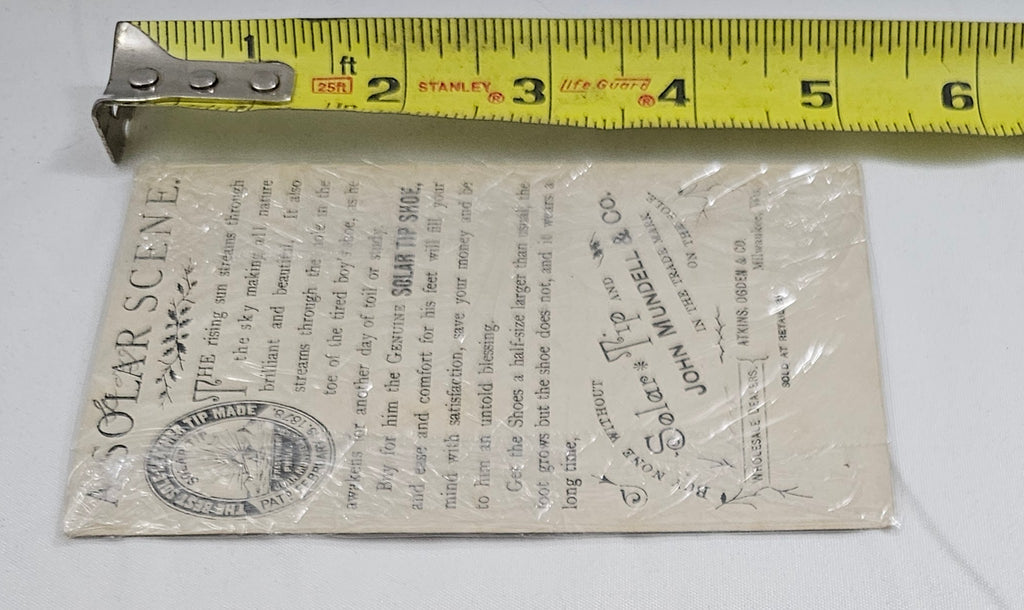 1 2 3 4 5 6
ft
25ft
STANLEY®
Life Guard®
A SOLAR SCENE.
THE rising sun streams through
the sky making all nature
brilliant and beautiful. It also
streams through the hole in the
toe of the tired boy's shoe, as he
awakens for another day of toil or study.
Buy for him the GENUINE SOLAR TIP SHOE,
and ease and comfort for his feet will fill your
mind with satisfaction, save your money and be
to him an untold blessing.
Get the Shoes a half-size larger than usual, the
foot grows but the shoe does not, and it wears a
long time,
TIP MADE
THE BEST
PAT. FEBRUARY
BUY NONE WITHOUT
Solar Tip AND
JOHN MUNDELL & CO.
IN THE TRADE MARK
ON THE SOLE
WHOLESALE DEALERS, } ATKINS, OGDEN & CO.
Milwaukee, Wis.
SOLD AT RETAIL